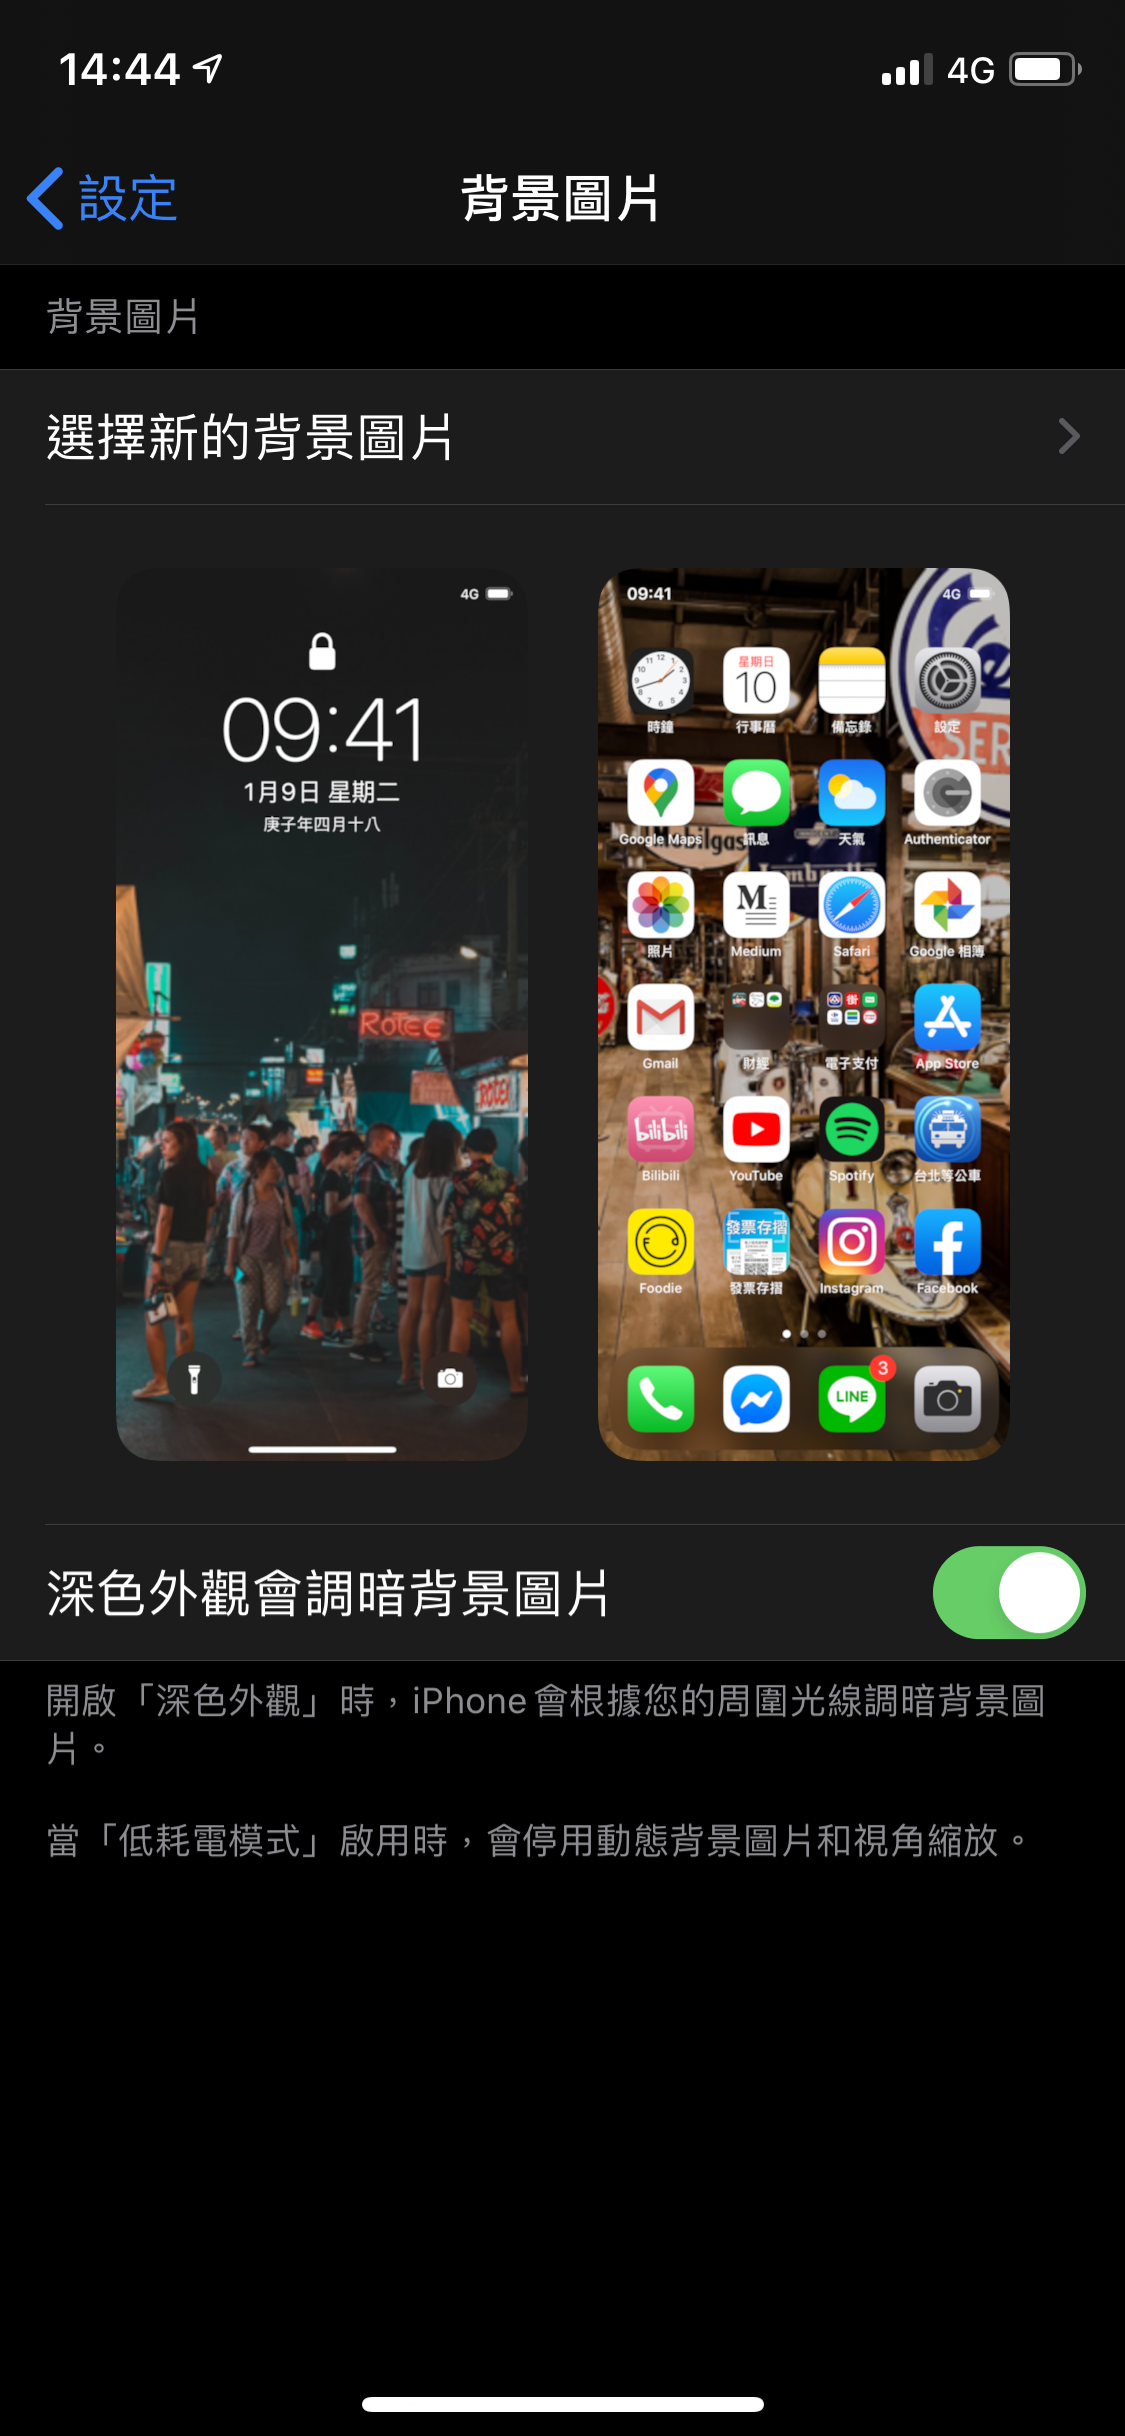 14:44 4G
設定 背景圖片
背景圖片
選擇新的背景圖片
4G
09:41
1月9日 星期二
庚子年四月十八
RoTee
ROTEE
09:41 4G
星期日
10
時鐘 行事曆 備忘錄 設定
SER
Google Maps 訊息 天氣 Authenticator
Mobilgas
Lambretta
M
照片 Medium Safari Google 相簿
Gmail 財經 電子支付 App Store
bilibili
Bilibili YouTube Spotify 台北等公車
發票存摺
Foodie 發票存摺 Instagram Facebook
LINE 3
深色外觀會調暗背景圖片
開啟「深色外觀」時，iPhone 會根據您的周圍光線調暗背景圖
片。
當「低耗電模式」啟用時，會停用動態背景圖片和視角縮放。